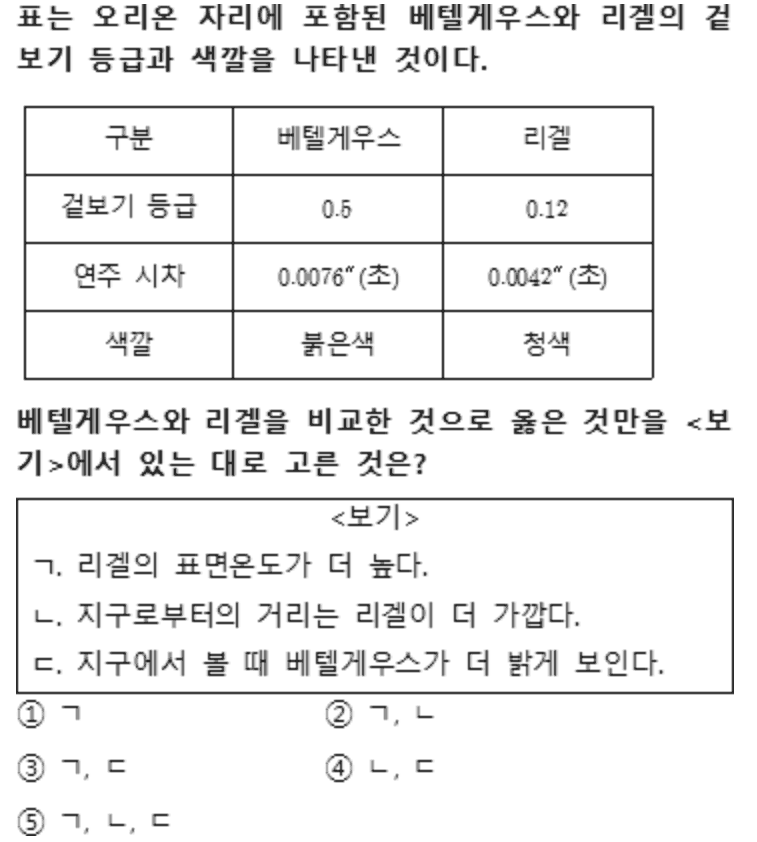 표는 오리온 자리에 포함된 베텔게우스와 리겔의 겉
보기 등급과 색깔을 나타낸 것이다.
구분 베텔게우스 리겔
겉보기 등급 0.5 0.12
연주 시차 0.0076″(초) 0.0042″(초)
색깔 붉은색 청색
베텔게우스와 리겔을 비교한 것으로 옳은 것만을 <보
기>에서 있는 대로 고른 것은?
<보기>
ㄱ. 리겔의 표면온도가 더 높다.
ㄴ. 지구로부터의 거리는 리겔이 더 가깝다.
ㄷ. 지구에서 볼 때 베텔게우스가 더 밝게 보인다.
① ㄱ ② ㄱ, ㄴ
③ ㄱ, ㄷ ④ ㄴ, ㄷ
⑤ ㄱ, ㄴ, ㄷ